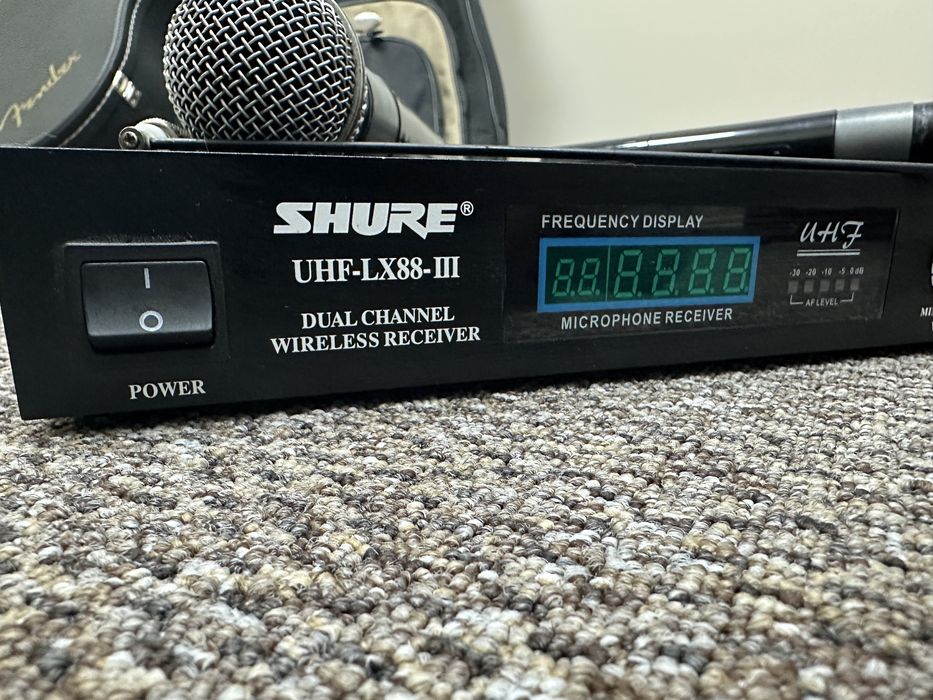 Fender
SHURE®
UHF-LX88-III
DUAL CHANNEL
WIRELESS RECEIVER
POWER
FREQUENCY DISPLAY
MICROPHONE RECEIVER
UHF
-30 -20 -10 -5 0 dB
AF LEVEL